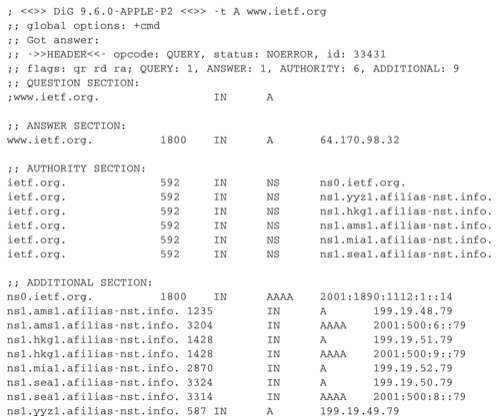 ; <<>> DiG 9.6.0-APPLE-P2 <<>> -t A www.ietf.org
;; global options: +cmd
;; Got answer:
;; ->>HEADER<<- opcode: QUERY, status: NOERROR, id: 33431
;; flags: qr rd ra; QUERY: 1, ANSWER: 1, AUTHORITY: 6, ADDITIONAL: 9
;; QUESTION SECTION:
;www.ietf.org. IN A
;; ANSWER SECTION:
www.ietf.org. 1800 IN A 64.170.98.32
;; AUTHORITY SECTION:
ietf.org. 592 IN NS ns0.ietf.org.
ietf.org. 592 IN NS ns1.yyz1.afilias-nst.info.
ietf.org. 592 IN NS ns1.hkg1.afilias-nst.info.
ietf.org. 592 IN NS ns1.ams1.afilias-nst.info.
ietf.org. 592 IN NS ns1.mia1.afilias-nst.info.
ietf.org. 592 IN NS ns1.sea1.afilias-nst.info.
;; ADDITIONAL SECTION:
ns0.ietf.org. 1800 IN AAAA 2001:1890:1112:1::14
ns1.ams1.afilias-nst.info. 1235 IN A 199.19.48.79
ns1.ams1.afilias-nst.info. 3204 IN AAAA 2001:500:6::79
ns1.hkg1.afilias-nst.info. 1428 IN A 199.19.51.79
ns1.hkg1.afilias-nst.info. 1428 IN AAAA 2001:500:9::79
ns1.mia1.afilias-nst.info. 2870 IN A 199.19.52.79
ns1.sea1.afilias-nst.info. 3324 IN A 199.19.50.79
ns1.sea1.afilias-nst.info. 3314 IN AAAA 2001:500:8::79
ns1.yyz1.afilias-nst.info. 587 IN A 199.19.49.79